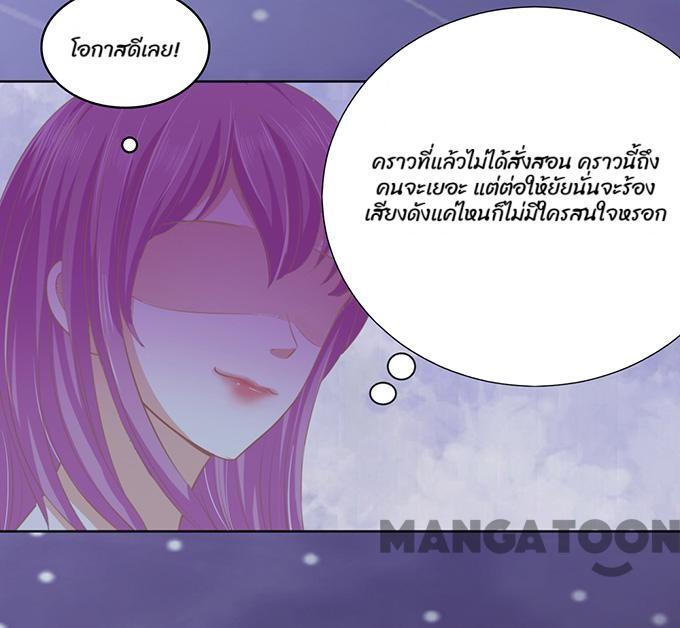 โอกาสดีเลย!
คราวที่แล้วไม่ได้สั่งสอน คราวนี้ถึง
คนจะเยอะ แต่ต่อให้ยัยนั่นจะร้อง
เสียงดังแค่ไหนก็ไม่มีใครสนใจหรอก
MANGATOON